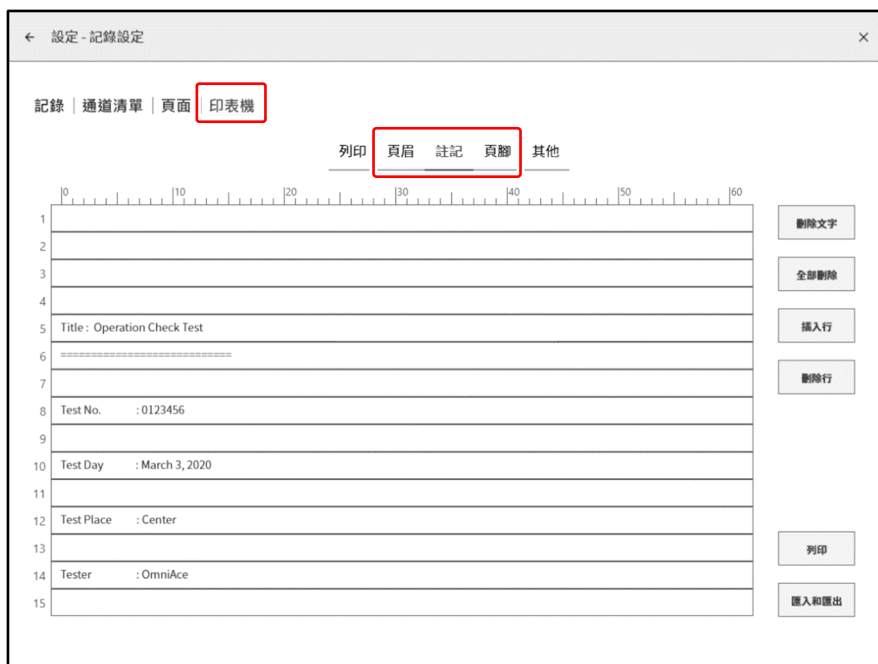 ← 設定 - 記錄設定 ×
記錄 | 通道清單 | 頁面 | 印表機
列印 頁眉 註記 頁腳 其他
0 10 20 30 40 50 60
1
刪除文字
2
3
全部刪除
4
5 Title : Operation Check Test
插入行
6 ============================
7
刪除行
8 Test No. : 0123456
9
10 Test Day : March 3, 2020
11
12 Test Place : Center
13
列印
14 Tester : OmniAce
15
匯入和匯出